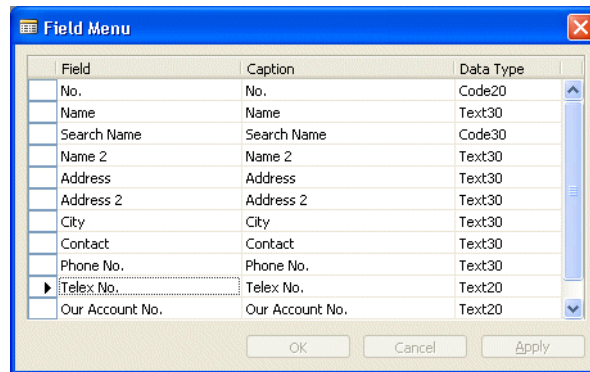 Field Menu
Field Caption Data Type
No. No. Code20
Name Name Text30
Search Name Search Name Code30
Name 2 Name 2 Text30
Address Address Text30
Address 2 Address 2 Text30
City City Text30
Contact Contact Text30
Phone No. Phone No. Text30
Telex No. Telex No. Text20
Our Account No. Our Account No. Text20
OK Cancel Apply